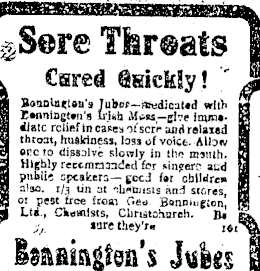 Sore Throats
Cured Quickly!
Bonnington's Jubes—medicated with
Bonnington's Irish Moss—give imme-
diate relief in cases of sore and relaxed
throat, huskiness, loss of voice. Allow
one to dissolve slowly in the mouth.
Highly recommended for singers and
public speakers—good for children
also. 1/3 tin at chemists and stores,
or post free from Geo. Bonnington,
Ltd., Chemists, Christchurch. Be
sure they're 161
Bonnington's Jubes